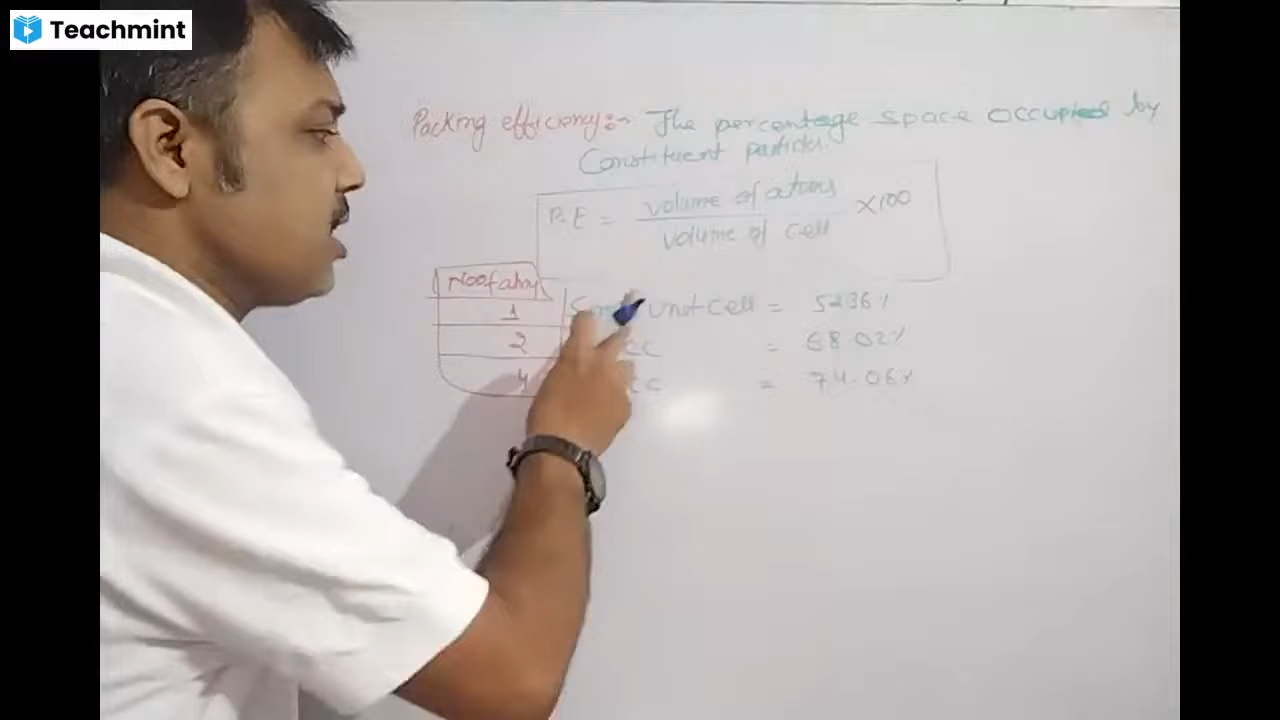 Teachmint
Packing efficiency:- The percentage space occupied by
Constituent particles.
P.E = volume of atoms / volume of cell ×100
No of atom
1 unit cell = 52.36%
2 = 68.02%
4 = 74.06%